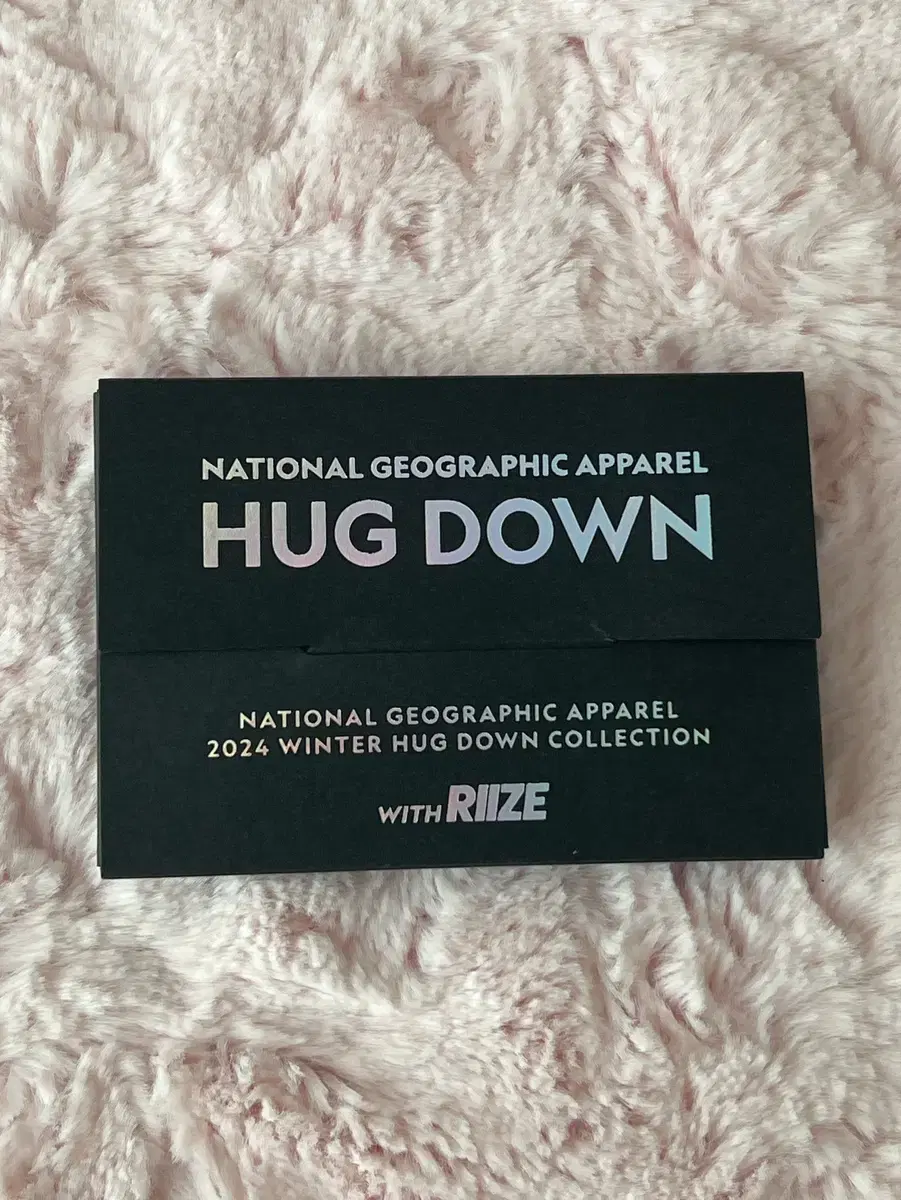 NATIONAL GEOGRAPHIC APPAREL
HUG DOWN
NATIONAL GEOGRAPHIC APPAREL
2024 WINTER HUG DOWN COLLECTION
WITH RIIZE